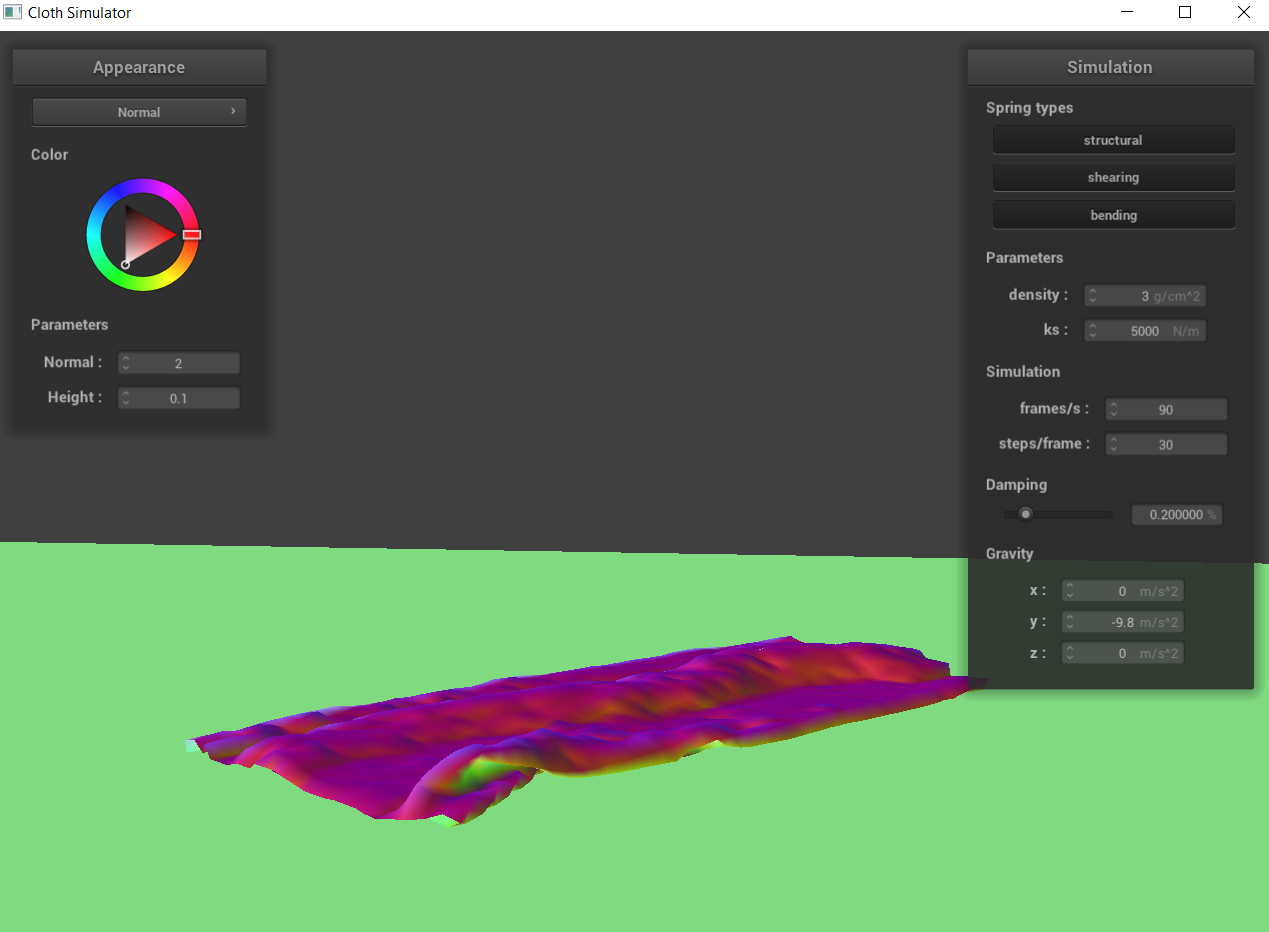 Cloth Simulator
Appearance
Normal
Color
Parameters
Normal : 2
Height : 0.1
Simulation
Spring types
structural
shearing
bending
Parameters
density : 3 g/cm^2
ks : 5000 N/m
Simulation
frames/s : 90
steps/frame : 30
Damping
0.200000 %
Gravity
x : 0 m/s^2
y : -9.8 m/s^2
z : 0 m/s^2